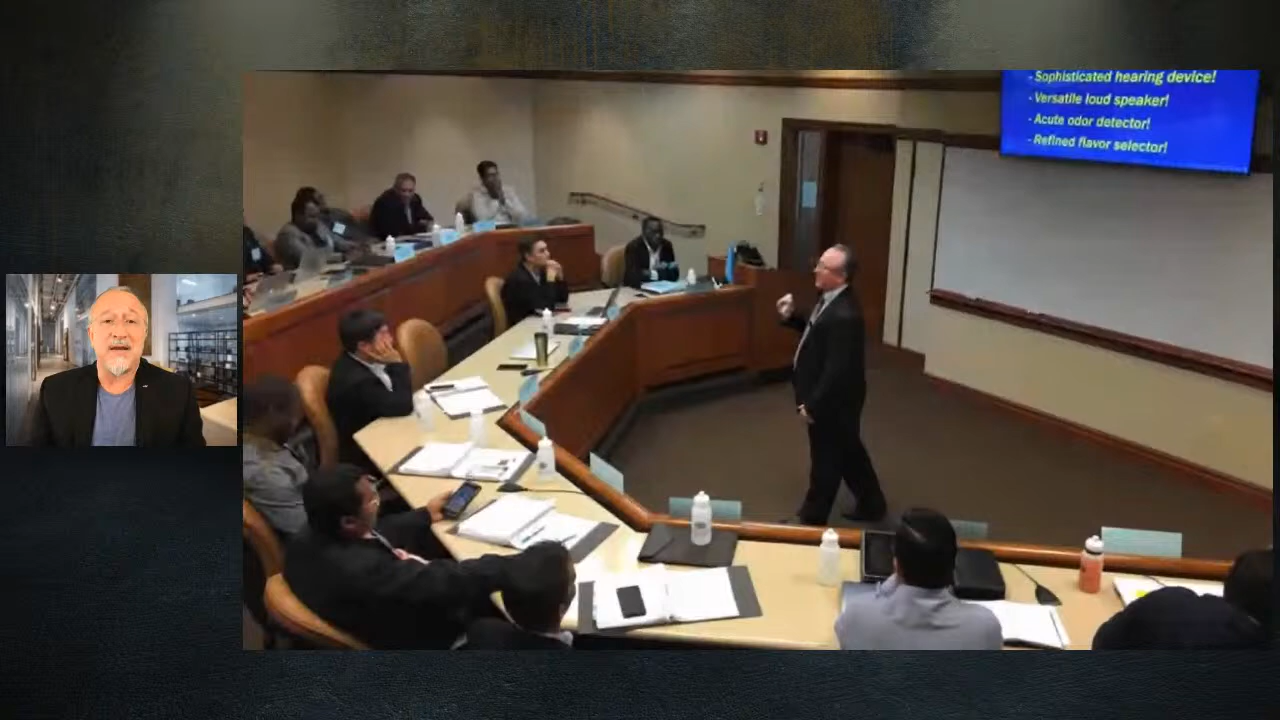 - Sophisticated hearing device!
- Versatile loud speaker!
- Acute odor detector!
- Refined flavor selector!